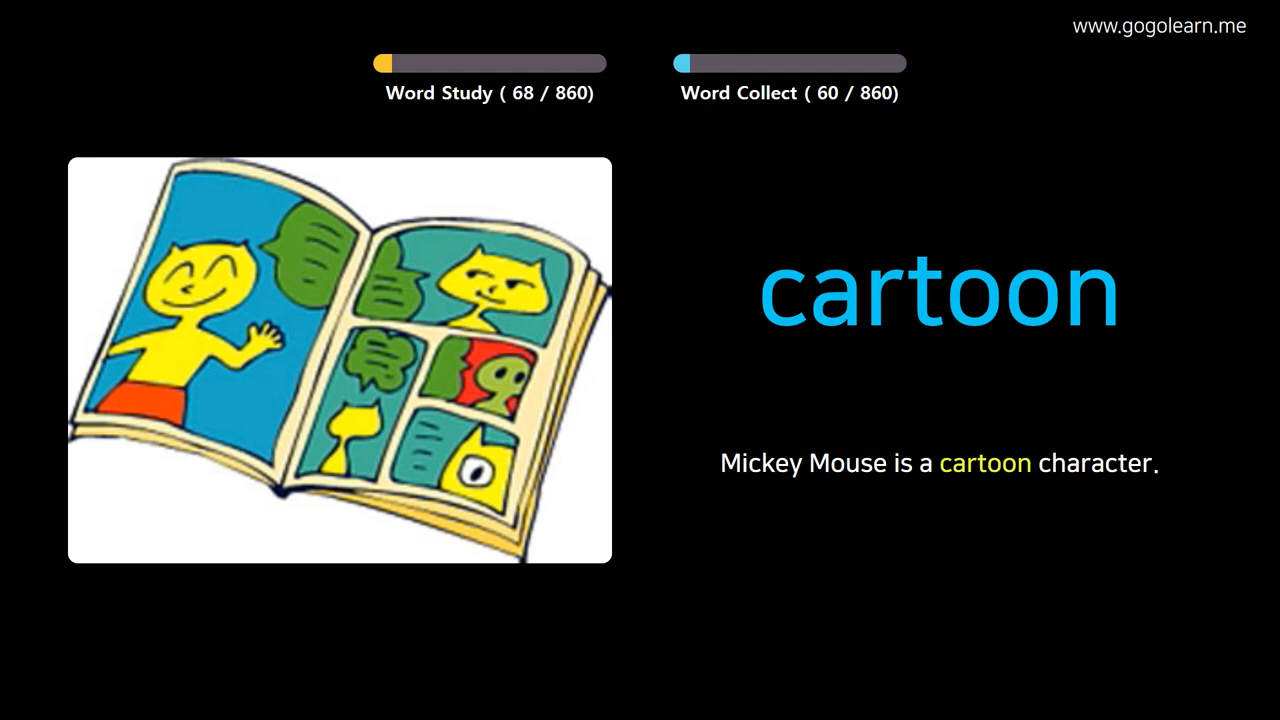 www.gogolearn.me
Word Study ( 68 / 860)
Word Collect ( 60 / 860)
cartoon
Mickey Mouse is a cartoon character.